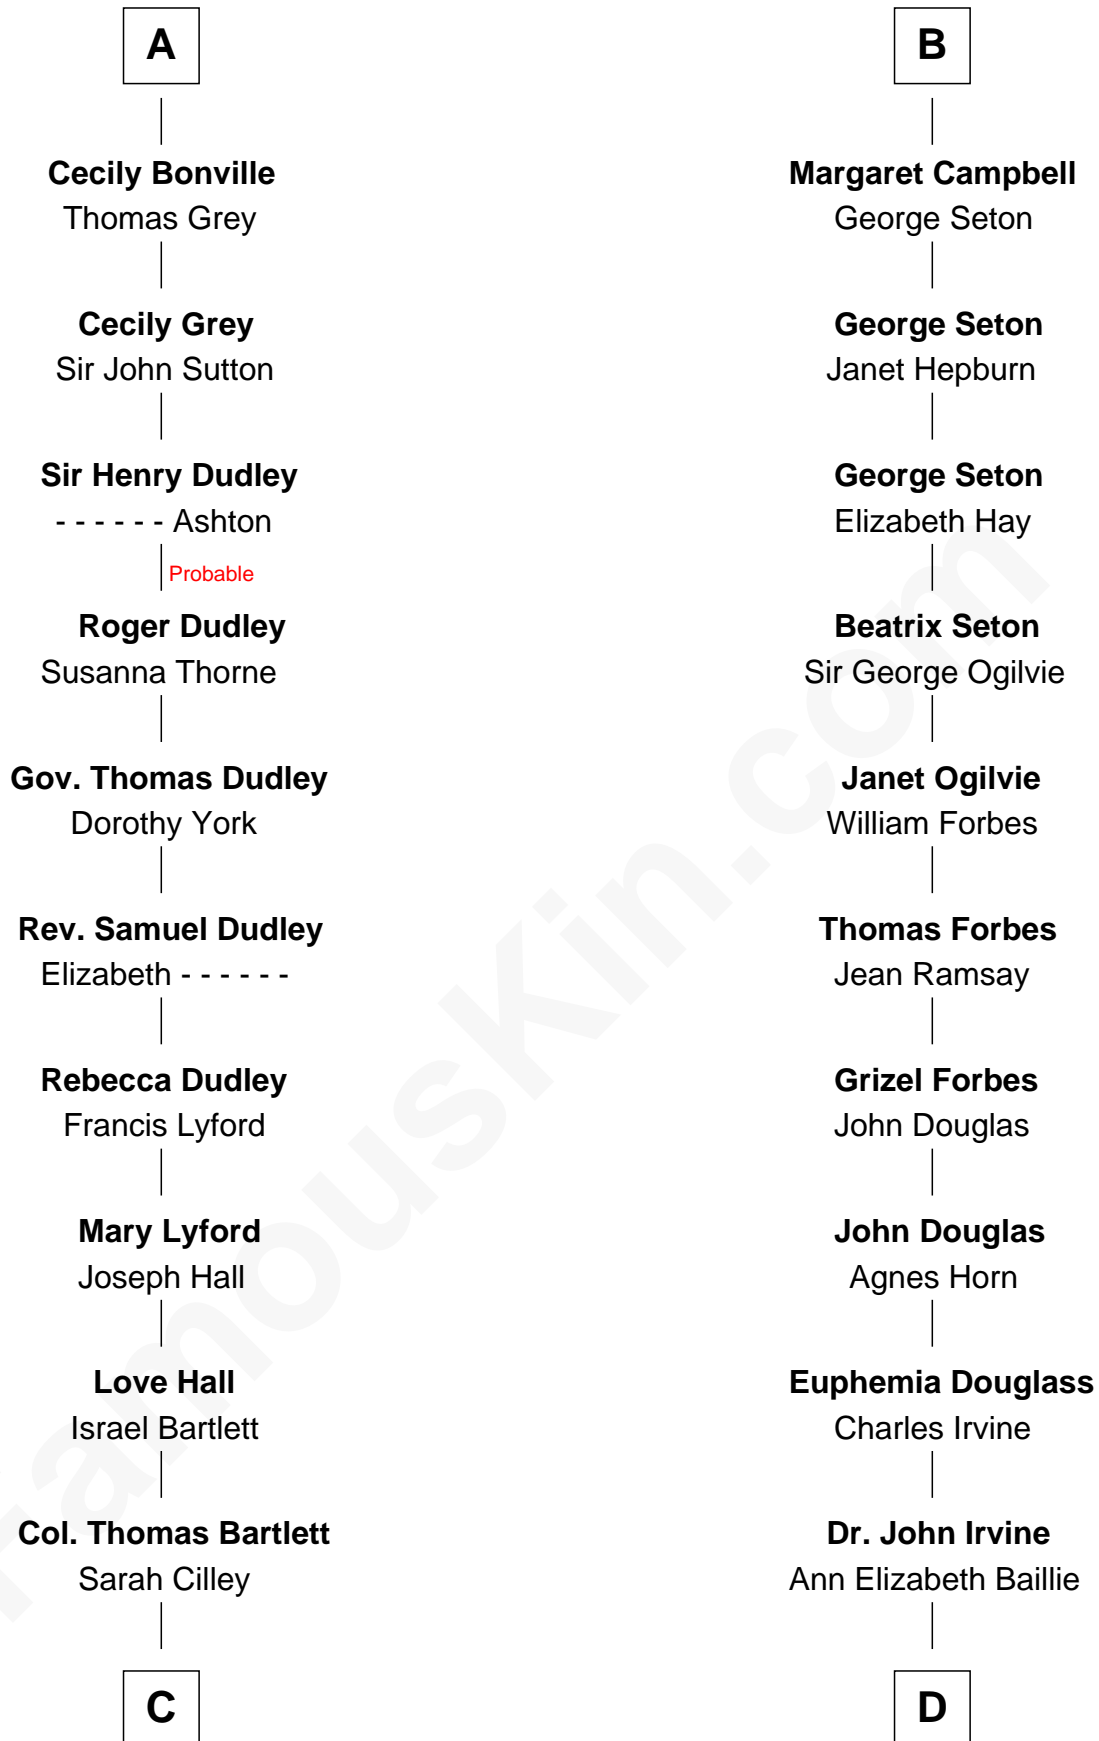 A
Cecily Bonville
Thomas Grey
Cecily Grey
Sir John Sutton
Sir Henry Dudley
- - - - - - Ashton
Probable
Roger Dudley
Susanna Thorne
Gov. Thomas Dudley
Dorothy York
Rev. Samuel Dudley
Elizabeth - - - - - -
Rebecca Dudley
Francis Lyford
Mary Lyford
Joseph Hall
Love Hall
Israel Bartlett
Col. Thomas Bartlett
Sarah Cilley
C
B
Margaret Campbell
George Seton
George Seton
Janet Hepburn
George Seton
Elizabeth Hay
Beatrix Seton
Sir George Ogilvie
Janet Ogilvie
William Forbes
Thomas Forbes
Jean Ramsay
Grizel Forbes
John Douglas
John Douglas
Agnes Horn
Euphemia Douglass
Charles Irvine
Dr. John Irvine
Ann Elizabeth Baillie
D
FamousKin.com